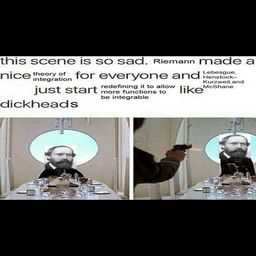 this scene is so sad. Riemann made a
nice theory of integration for everyone and Lebesgue, Henstock-Kurzweil, and McShane
just start redefining it to allow more functions to be integrable like
dickheads